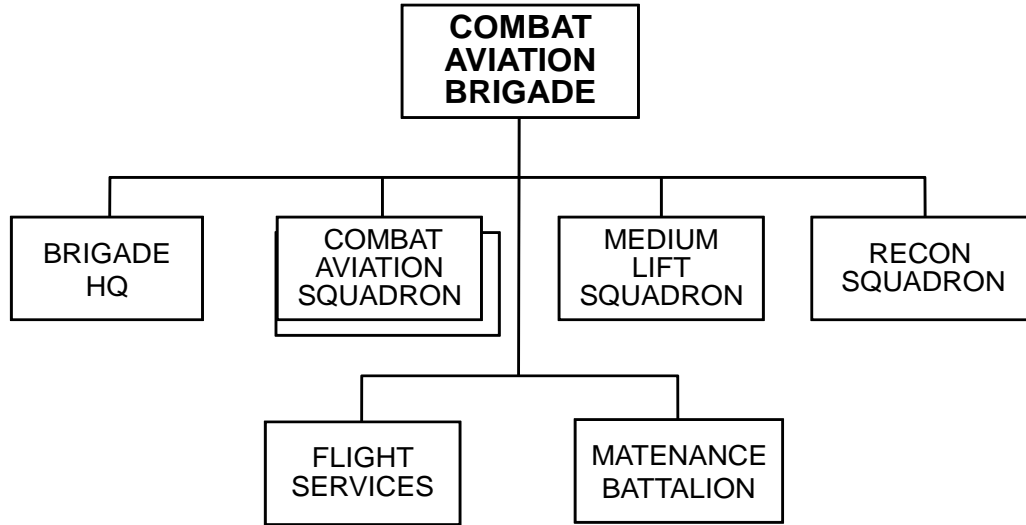 COMBAT
AVIATION
BRIGADE
BRIGADE
HQ
COMBAT
AVIATION
SQUADRON
MEDIUM
LIFT
SQUADRON
RECON
SQUADRON
FLIGHT
SERVICES
MATENANCE
BATTALION